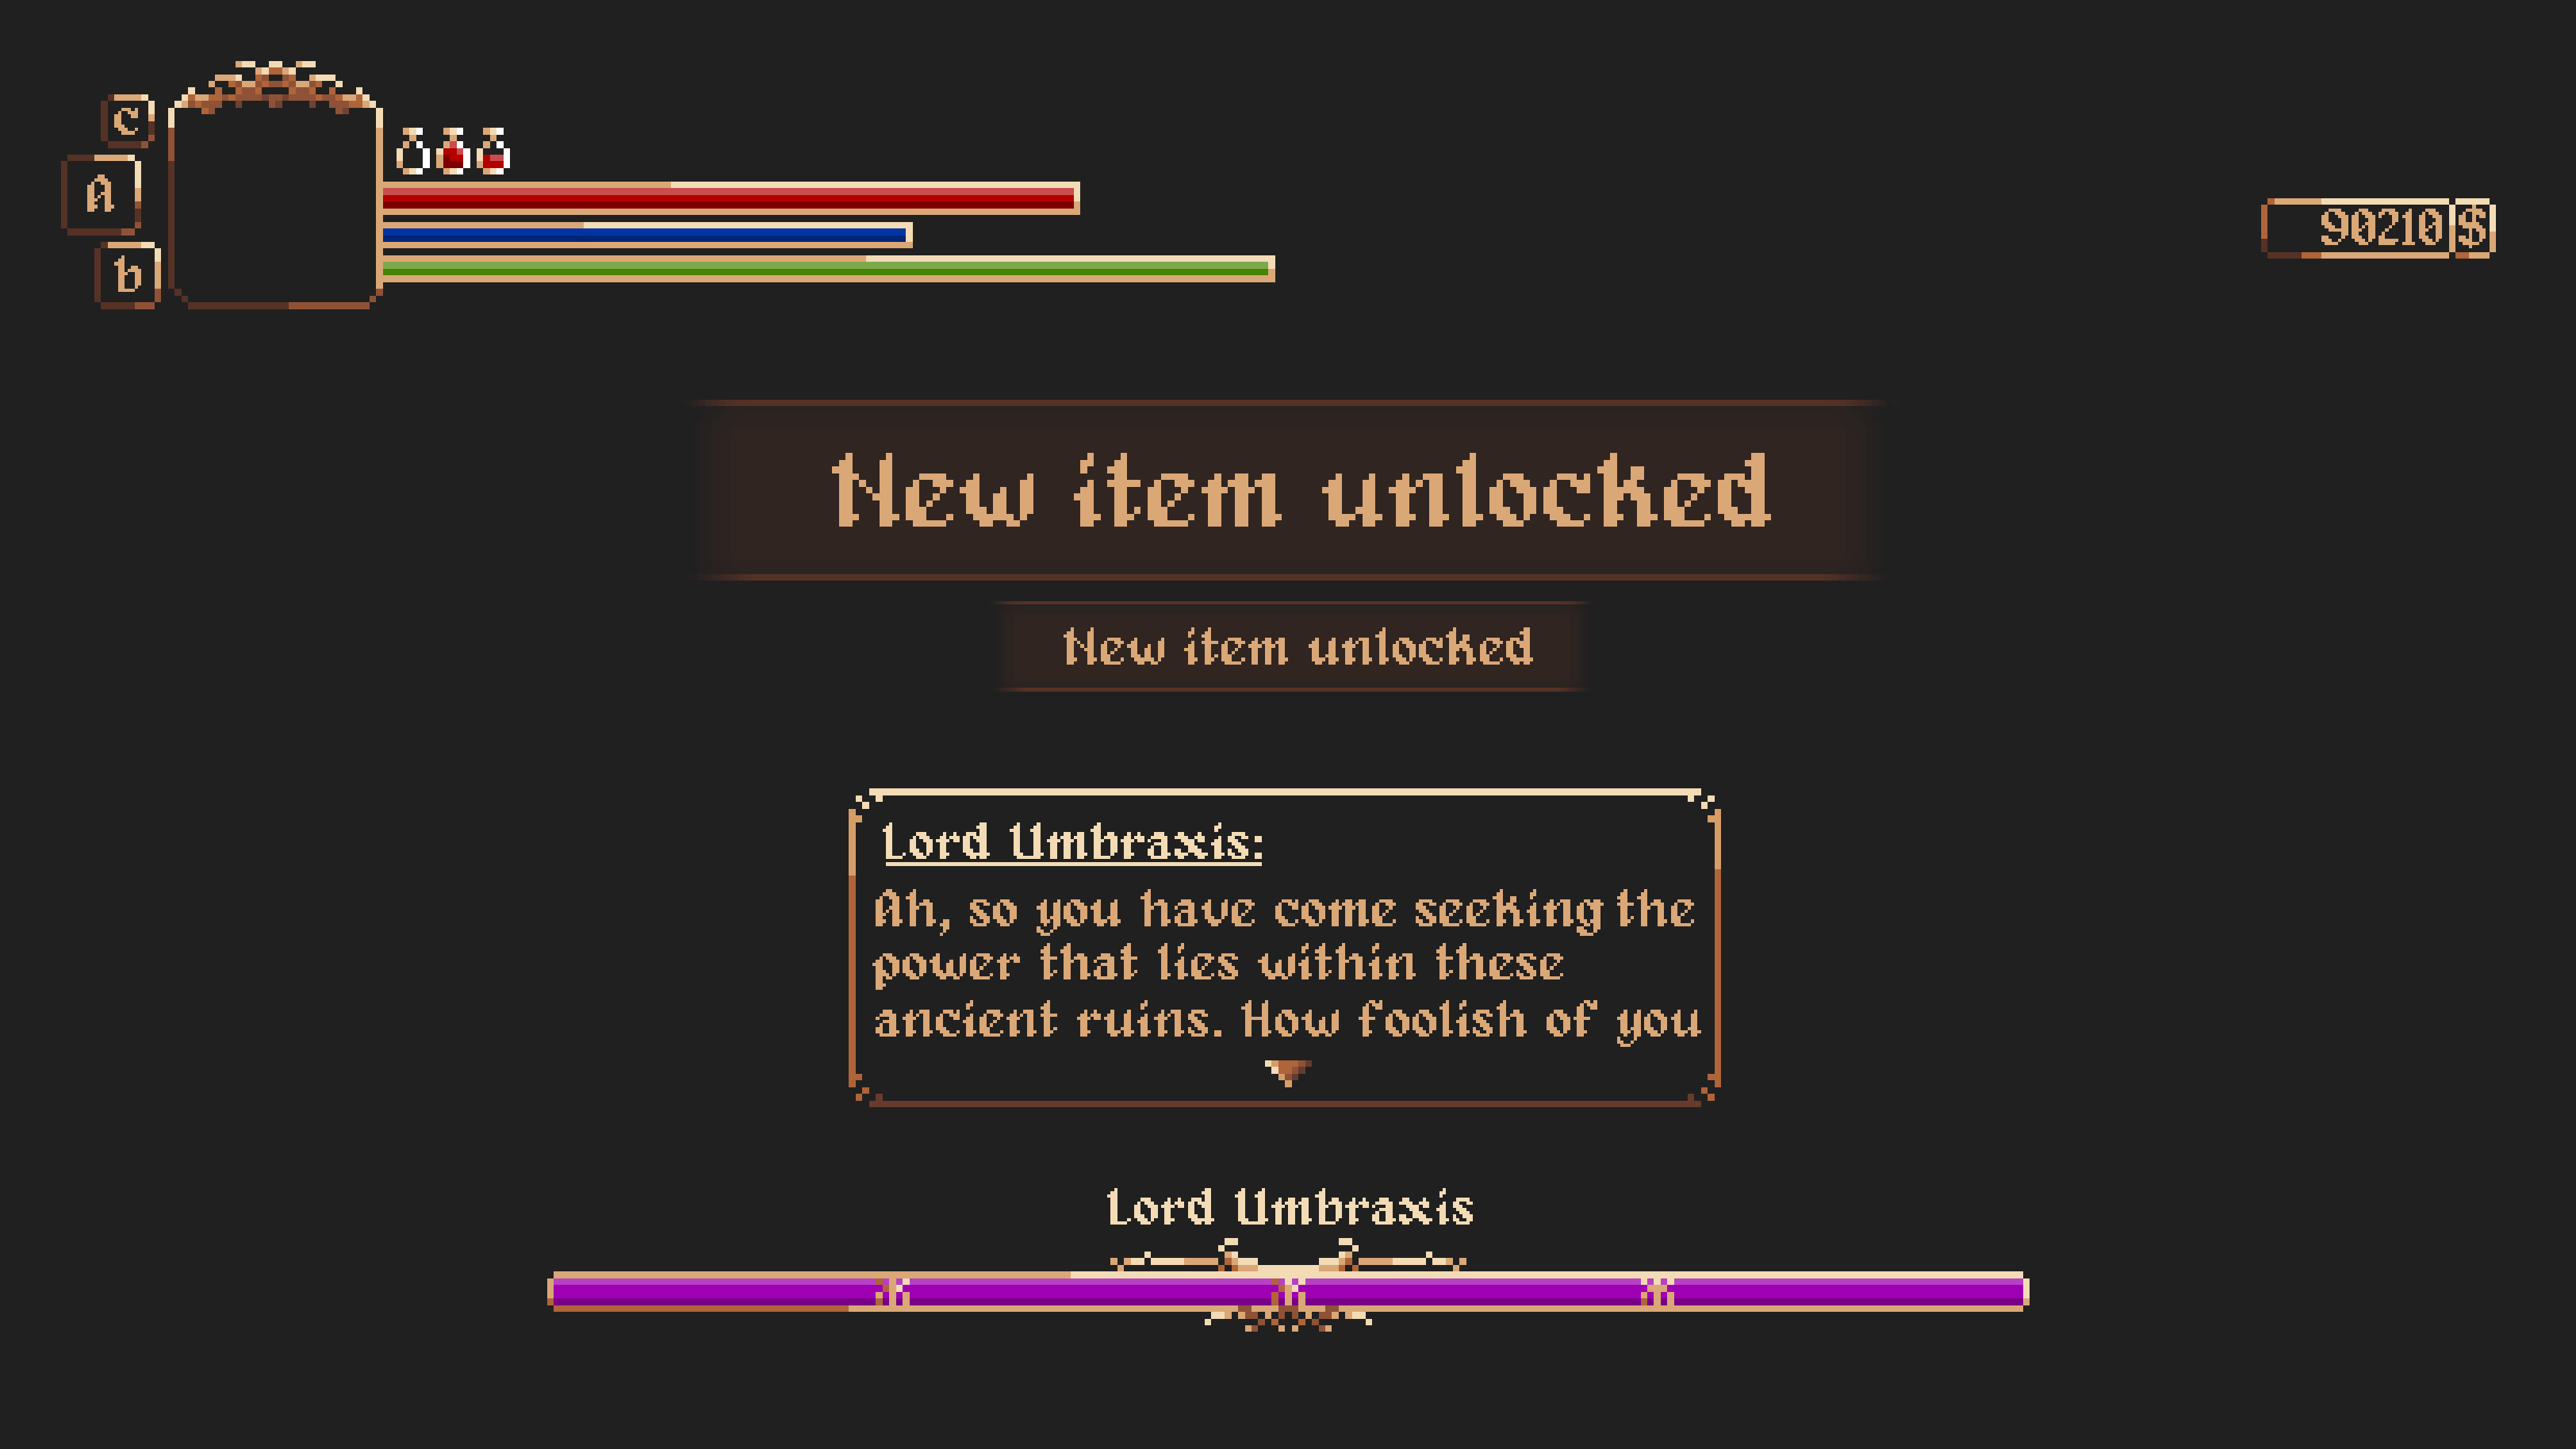 c
A
b
90210 $
New item unlocked
New item unlocked
Lord Umbraxis:
Ah, so you have come seeking the
power that lies within these
ancient ruins. How foolish of you
Lord Umbraxis